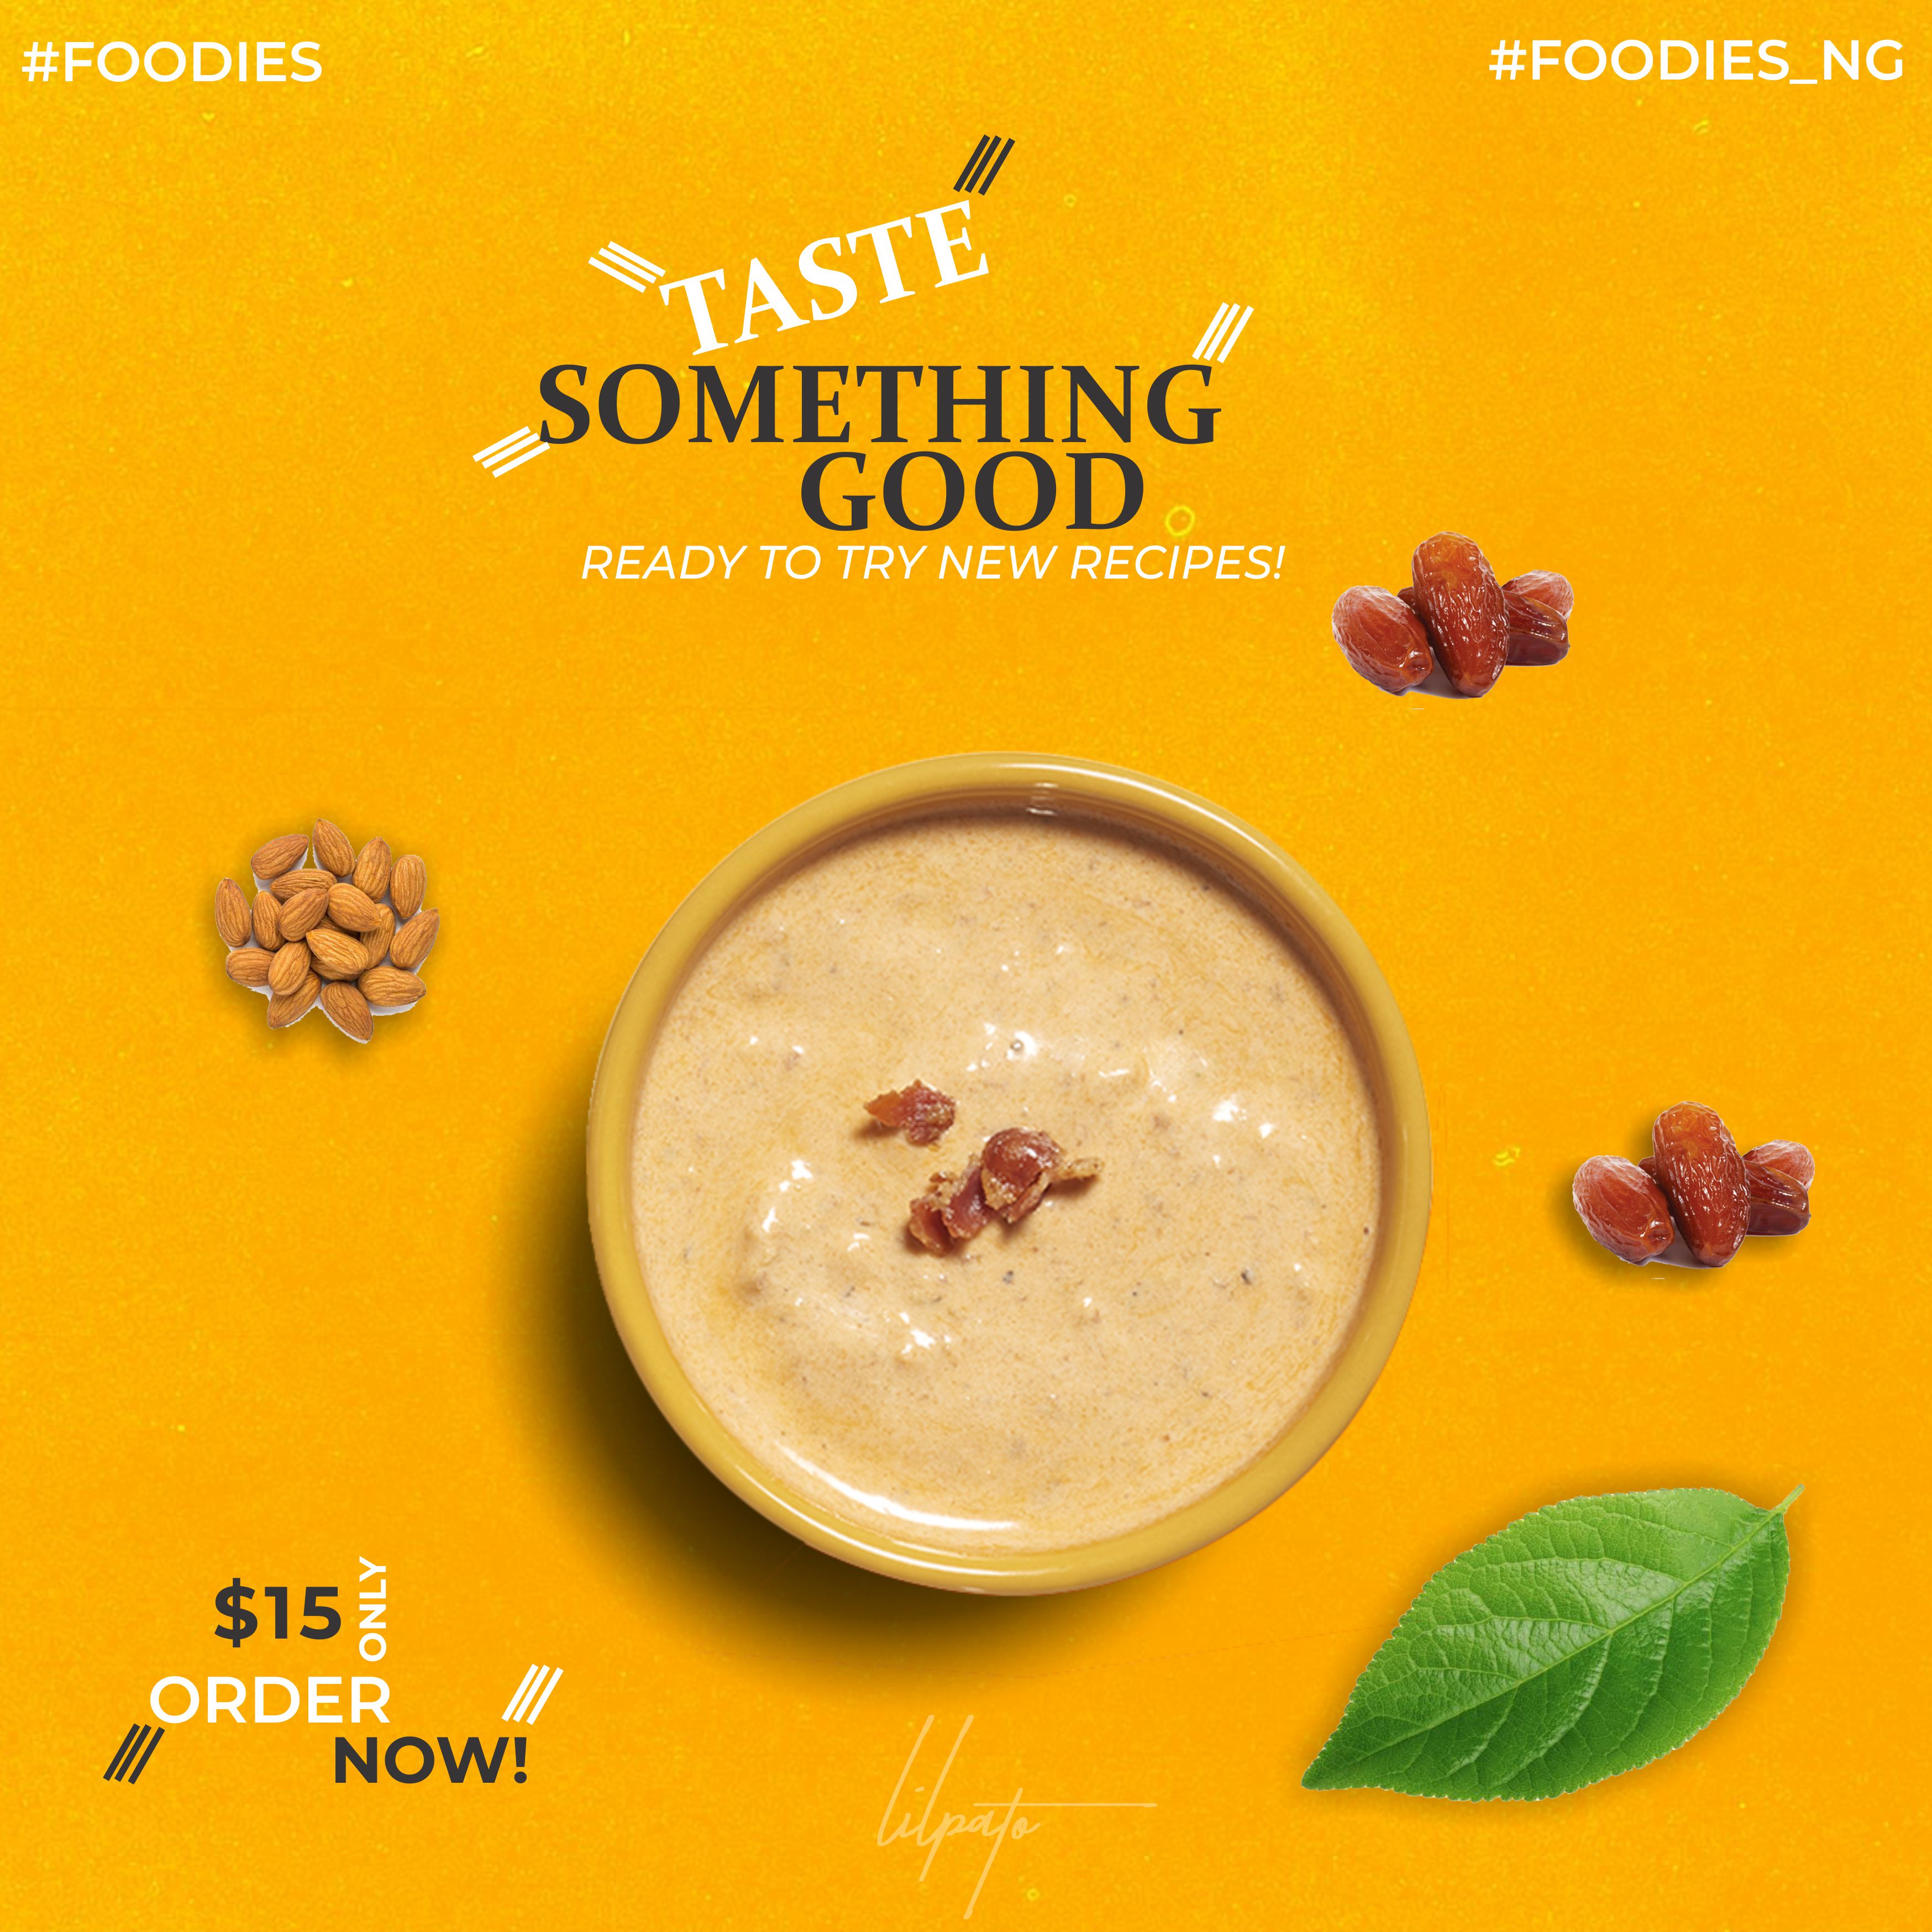 #FOODIES
#FOODIES_NG
TASTE
SOMETHING
GOOD
READY TO TRY NEW RECIPES!
$15 ONLY
ORDER
NOW!
lilpato